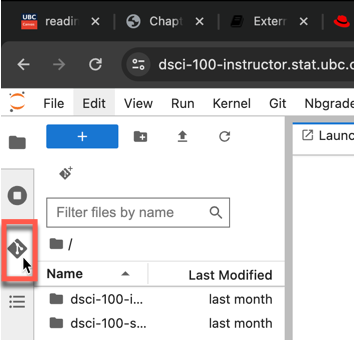 UBC readin × Chapt × Extern ×
dsci-100-instructor.stat.ubc.c
File Edit View Run Kernel Git Nbgrade
+ Launc
Filter files by name
/
Name Last Modified
dsci-100-i... last month
dsci-100-s... last month